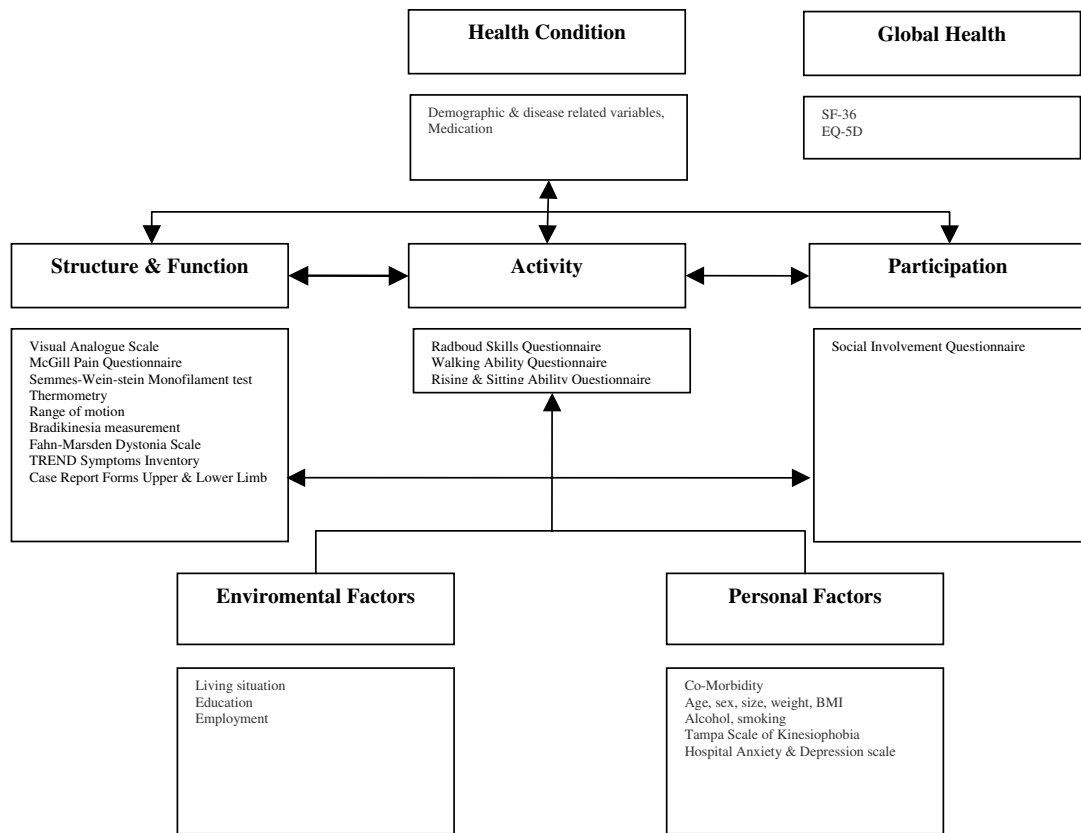 Health Condition
Global Health
Demographic & disease related variables,
Medication
SF-36
EQ-5D
Structure & Function
Activity
Participation
Visual Analogue Scale
McGill Pain Questionnaire
Semmes-Wein-stein Monofilament test
Thermometry
Range of motion
Bradikinesia measurement
Fahn-Marsden Dystonia Scale
TREND Symptoms Inventory
Case Report Forms Upper & Lower Limb
Radboud Skills Questionnaire
Walking Ability Questionnaire
Rising & Sitting Ability Questionnaire
Social Involvement Questionnaire
Enviromental Factors
Personal Factors
Living situation
Education
Employment
Co-Morbidity
Age, sex, size, weight, BMI
Alcohol, smoking
Tampa Scale of Kinesiophobia
Hospital Anxiety & Depression scale